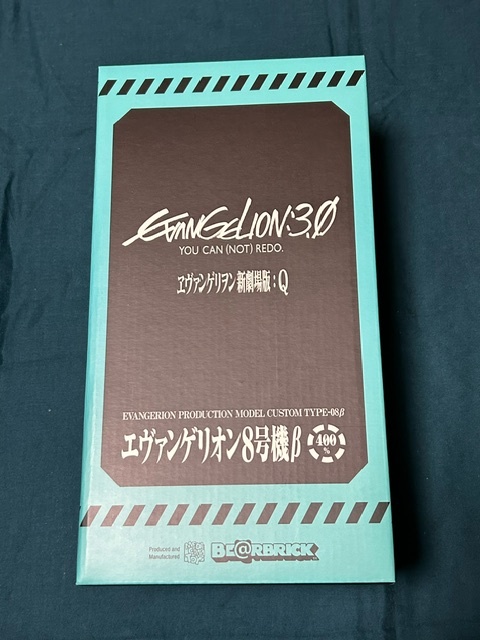 EVANGELION:3.0
YOU CAN (NOT) REDO.
ヱヴァンゲリヲン新劇場版:Q
EVANGERION PRODUCTION MODEL CUSTOM TYPE-08β
エヴァンゲリオン8号機β
400
%
Produced and
Manufactured
BE@RBRICK